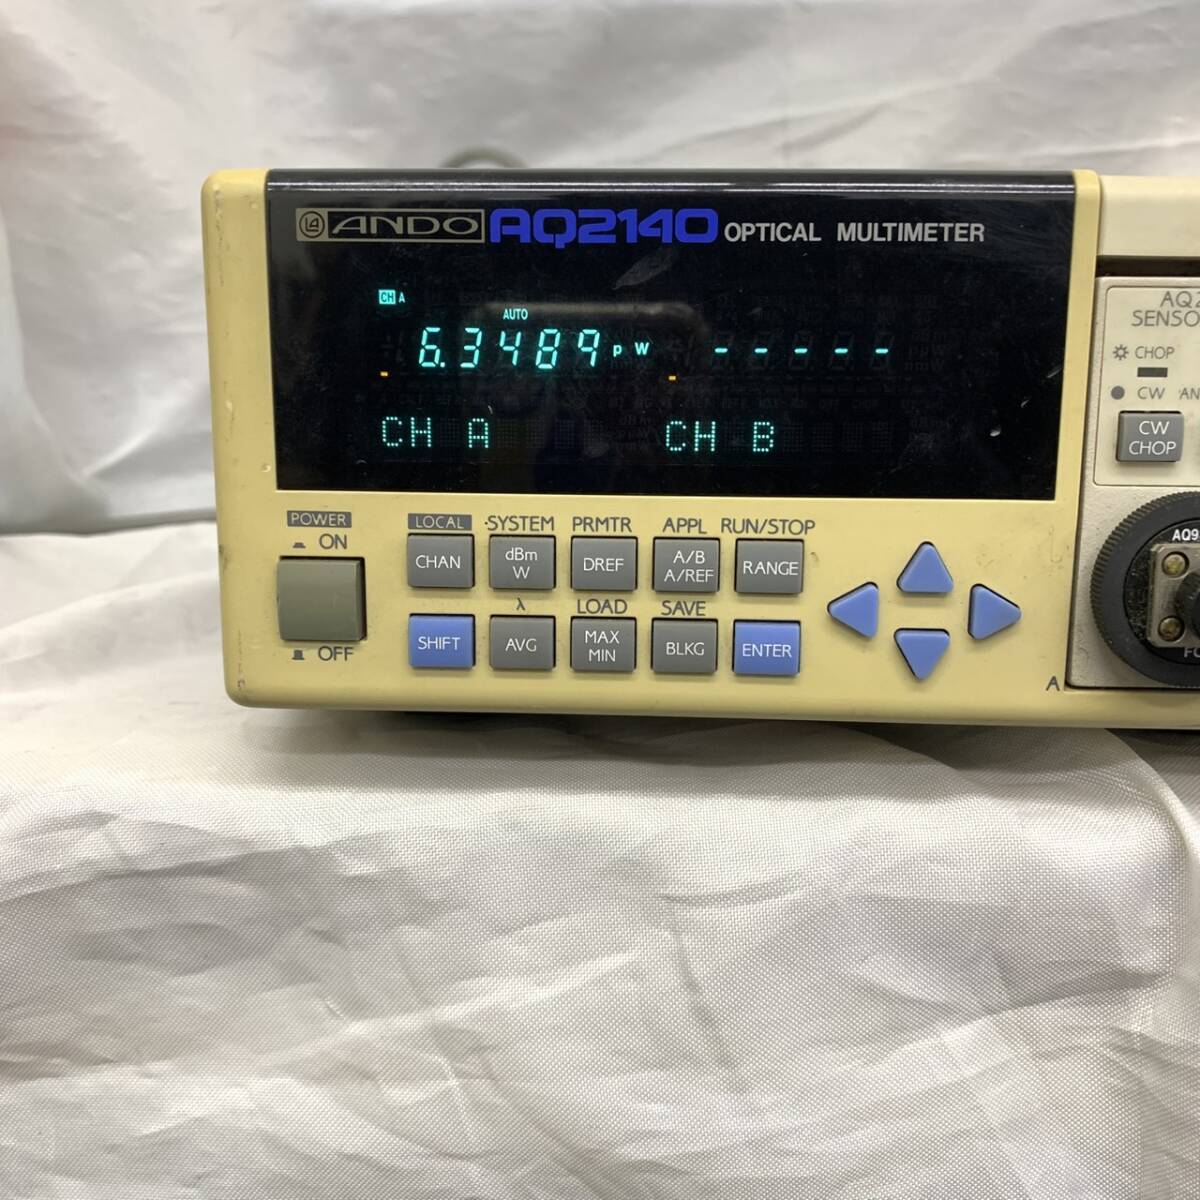 ANDO AQ2140 OPTICAL MULTIMETER
CH A
AUTO
6.3489 p W - - - - -
CH A CH B
POWER
ON
OFF
LOCAL ·SYSTEM PRMTR APPL RUN/STOP
CHAN dBm W DREF A/B A/REF RANGE
λ LOAD SAVE
SHIFT AVG MAX MIN BLKG ENTER
A
AQ2
SENSO
CHOP
CW
AN
CW
CHOP
AQ9
FC